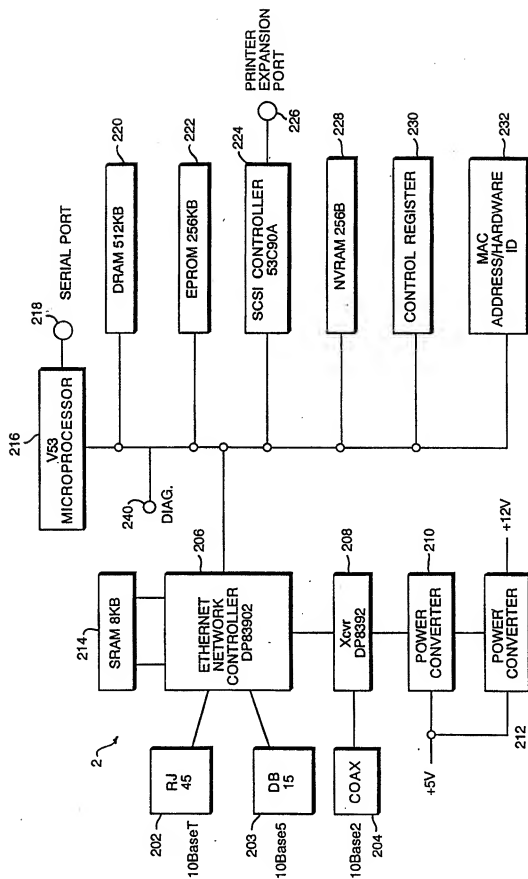 216
V53
MICROPROCESSOR
218
SERIAL PORT
220
DRAM 512KB
222
EPROM 256KB
224
SCSI CONTROLLER
53C90A
PRINTER
EXPANSION
PORT
226
228
NVRAM 256B
230
CONTROL REGISTER
232
MAC
ADDRESS/HARDWARE
ID
240
DIAG.
214
SRAM 8KB
206
ETHERNET
NETWORK
CONTROLLER
DP83902
2
RJ
45
202
10BaseT
DB
15
203
10Base5
COAX
204
10Base2
208
Xcvr
DP8392
210
POWER
CONVERTER
+5V
212
POWER
CONVERTER
+12V